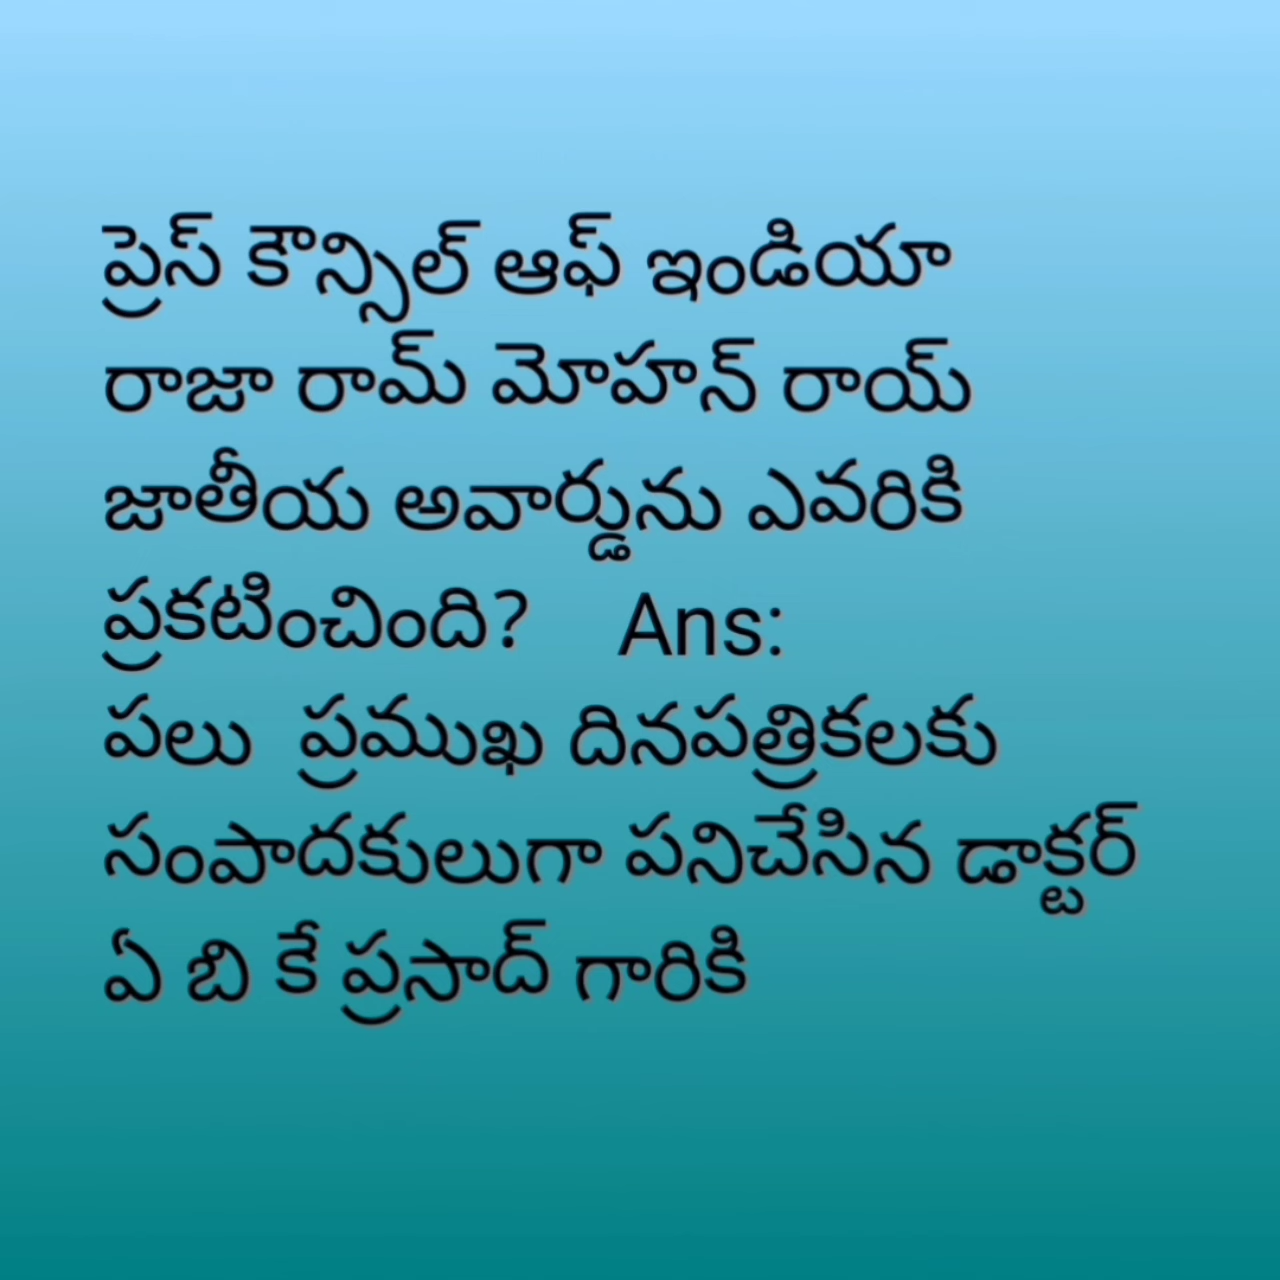 ప్రెస్ కౌన్సిల్ ఆఫ్ ఇండియా
రాజా రామ్ మోహన్ రాయ్
జాతీయ అవార్డును ఎవరికి
ప్రకటించింది? Ans:
పలు ప్రముఖ దినపత్రికలకు
సంపాదకులుగా పనిచేసిన డాక్టర్
ఏ బి కే ప్రసాద్ గారికి